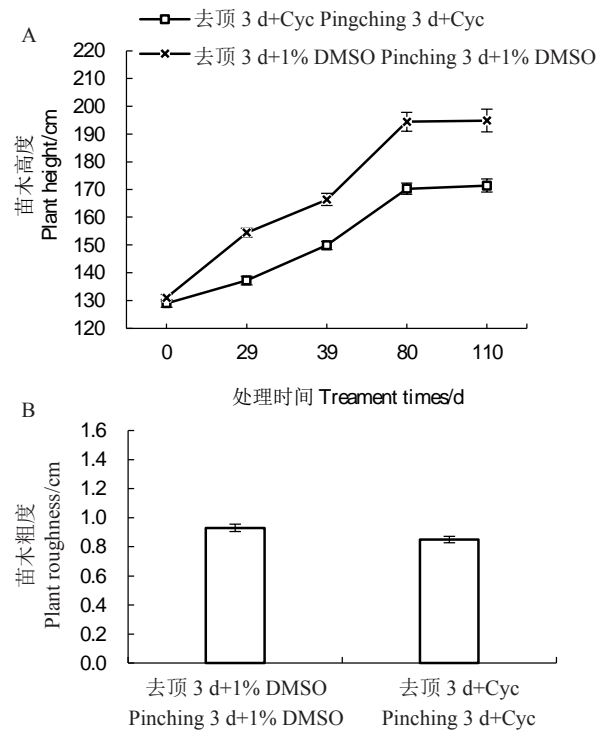 A
去顶 3 d+Cyc Pingching 3 d+Cyc
去顶 3 d+1% DMSO Pinching 3 d+1% DMSO
220
210
200
190
180
170
160
150
140
130
120
苗木高度
Plant height/cm
0 29 39 80 110
处理时间 Treament times/d
B
1.6
1.4
1.2
1.0
0.8
0.6
0.4
0.2
0.0
苗木粗度
Plant roughness/cm
去顶 3 d+1% DMSO
Pinching 3 d+1% DMSO
去顶 3 d+Cyc
Pinching 3 d+Cyc